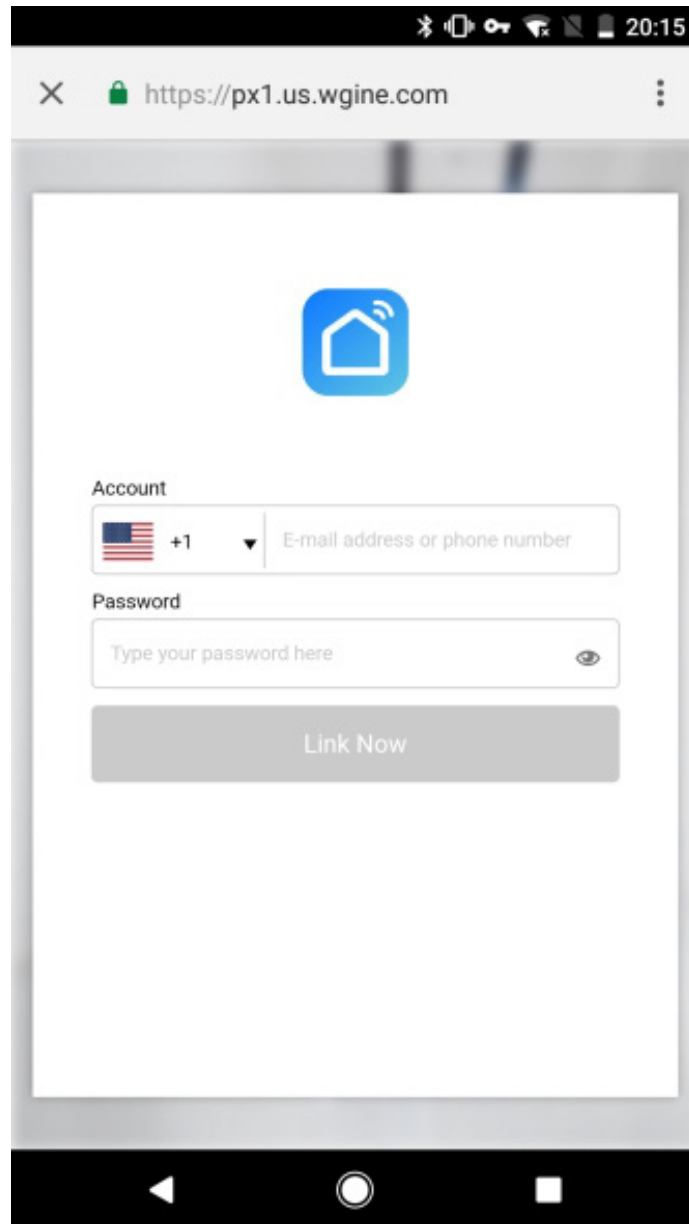 20:15
https://px1.us.wgine.com
Account
+1
E-mail address or phone number
Password
Type your password here
Link Now